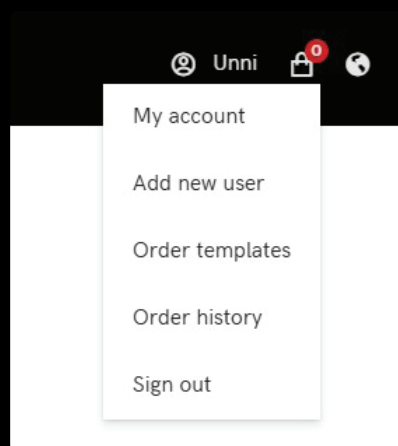 Unni
0
My account
Add new user
Order templates
Order history
Sign out